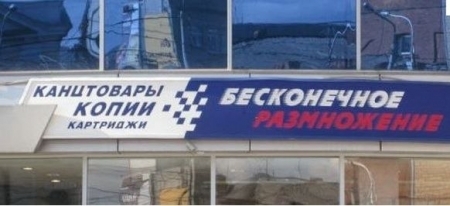 КАНЦТОВАРЫ
КОПИИ
КАРТРИДЖИ
БЕСКОНЕЧНОЕ
РАЗМНОЖЕНИЕ